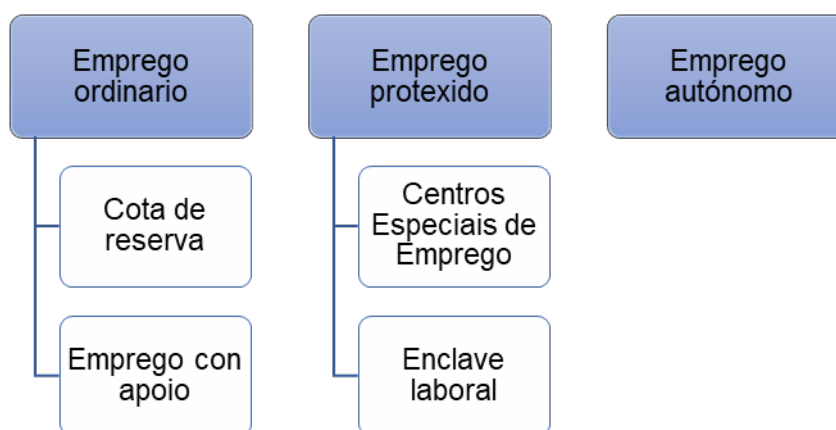 Emprego
ordinario
Cota de
reserva
Emprego con
apoio
Emprego
protexido
Centros
Especiais de
Emprego
Enclave
laboral
Emprego
autónomo